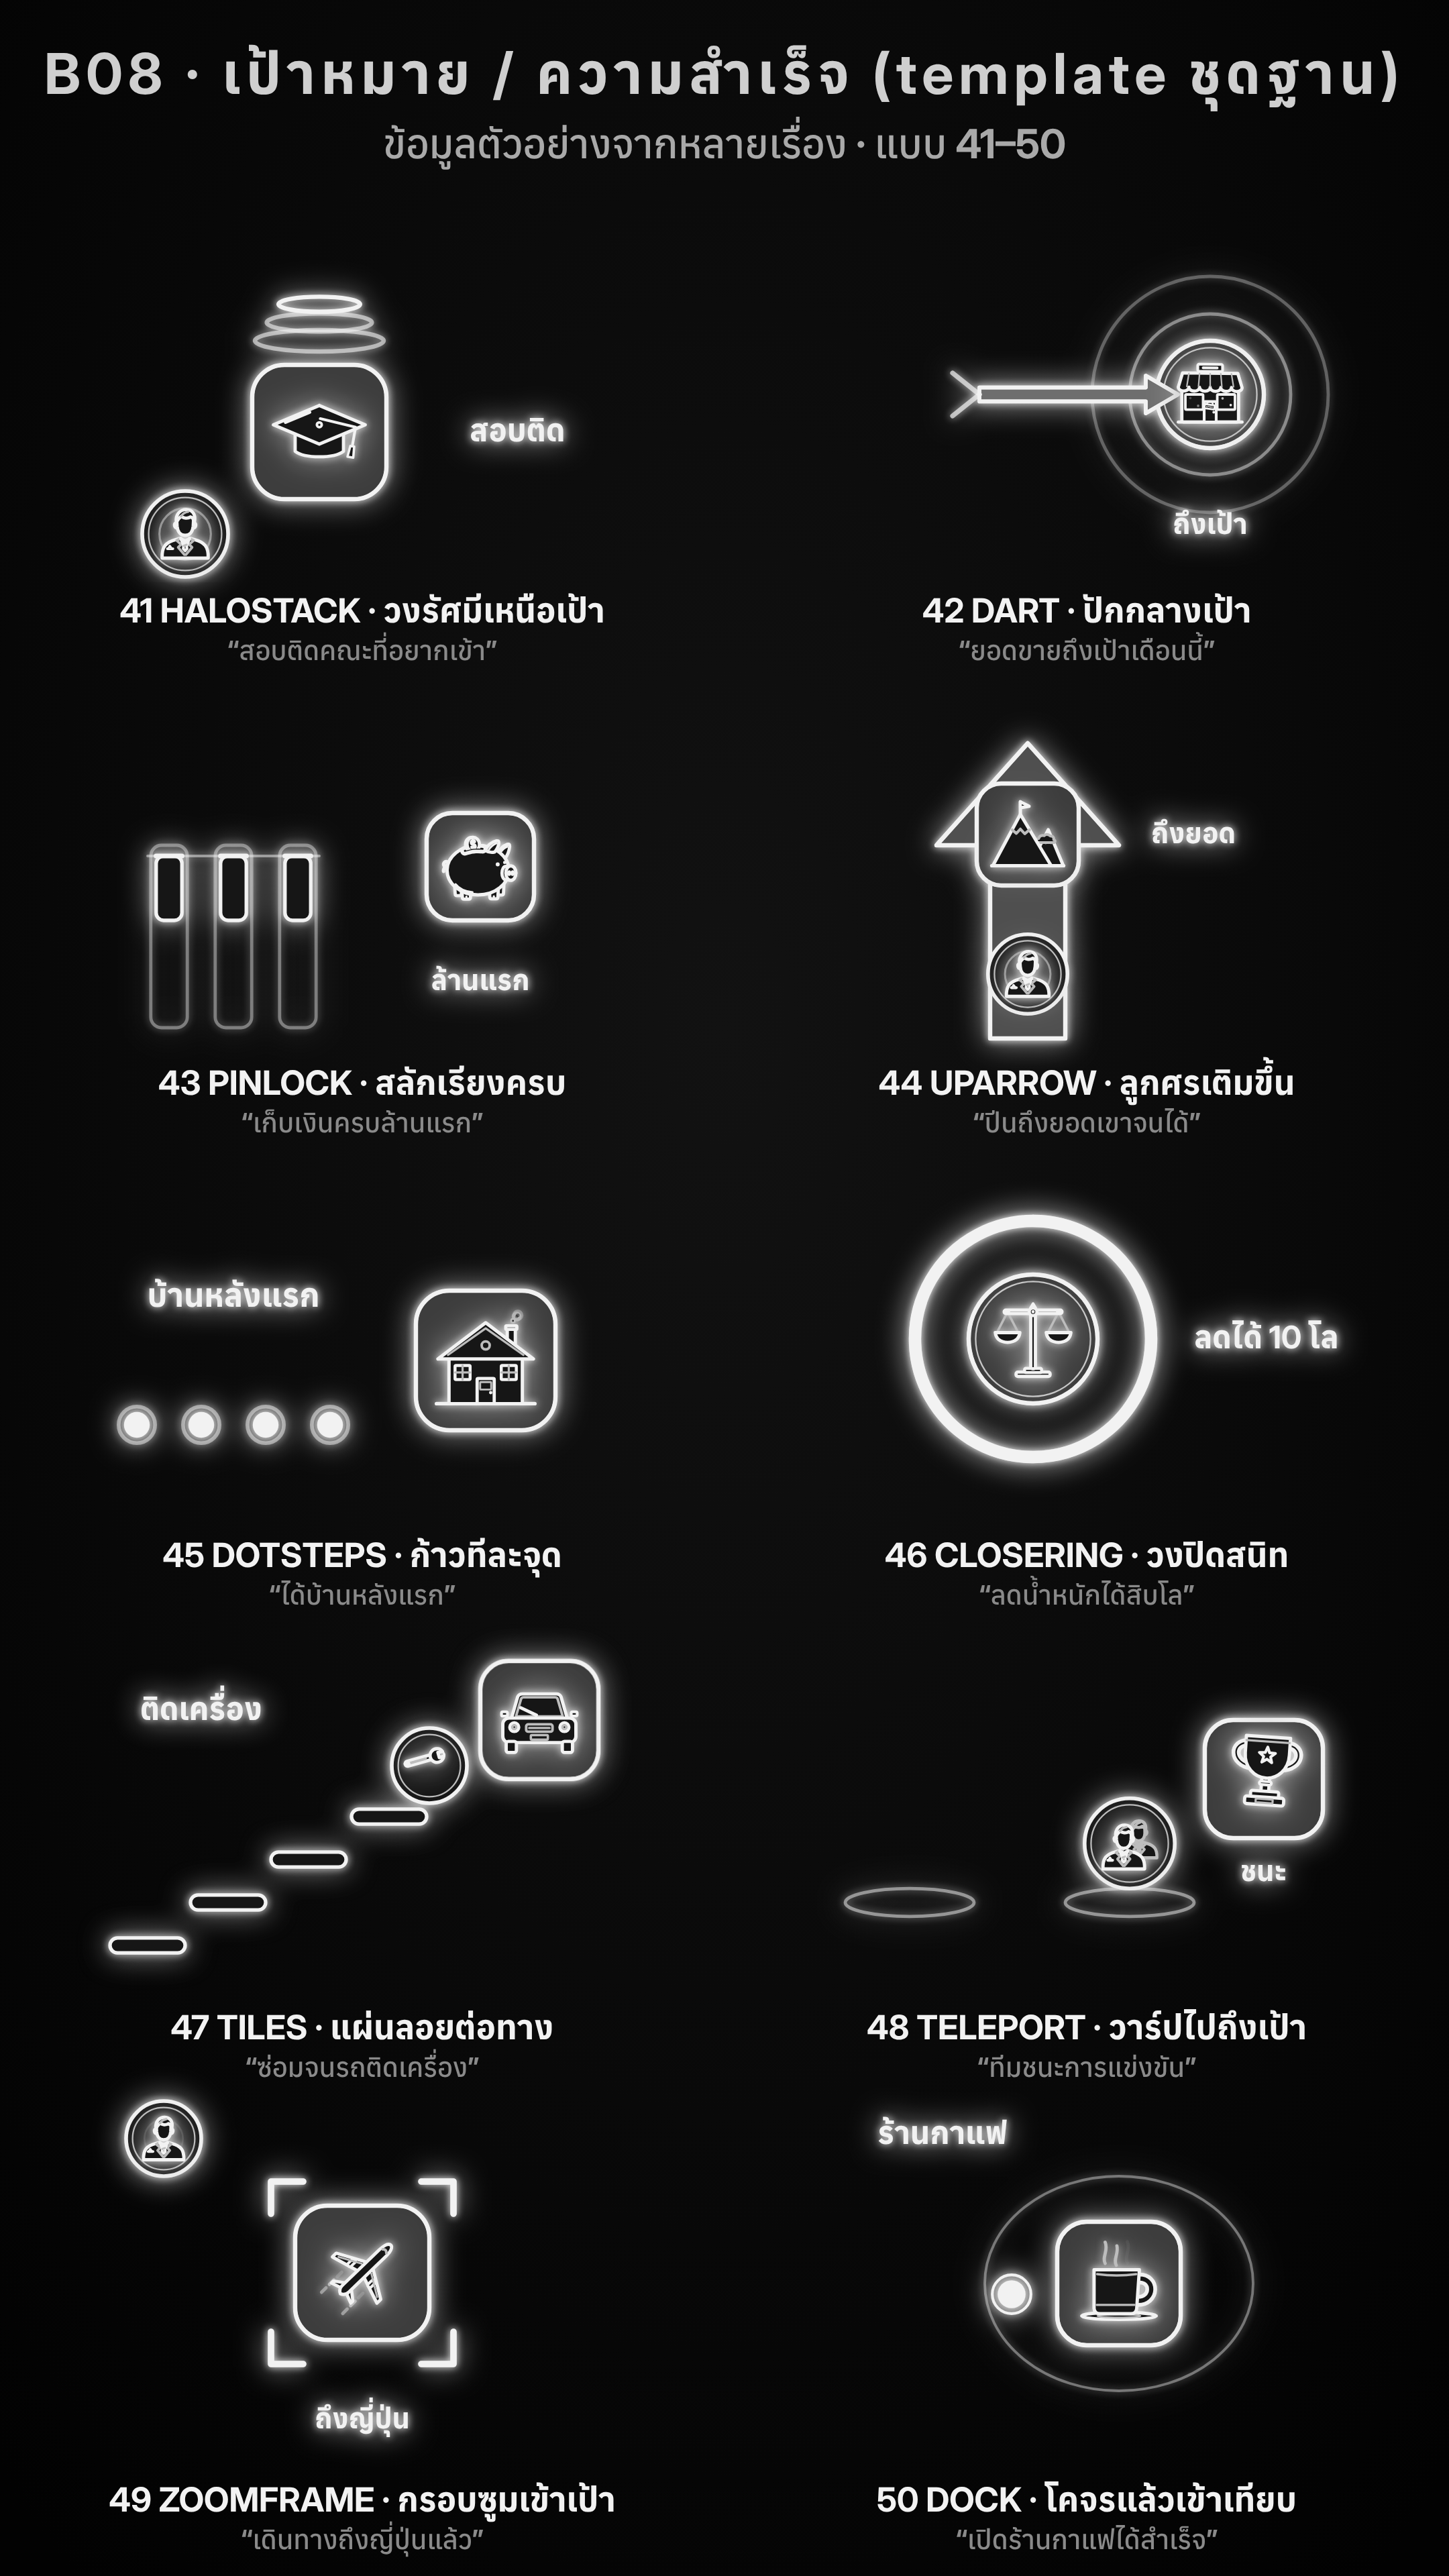 B08 · เป้าหมาย / ความสำเร็จ (template ชุดฐาน)
ข้อมูลตัวอย่างจากหลายเรื่อง · แบบ 41–50
สอบติด
ถึงเป้า
41 HALOSTACK · วงรัศมีเหนือเป้า
“สอบติดคณะที่อยากเข้า”
42 DART · ปักกลางเป้า
“ยอดขายถึงเป้าเดือนนี้”
ล้านแรก
ถึงยอด
43 PINLOCK · สลักเรียงครบ
“เก็บเงินครบล้านแรก”
44 UPARROW · ลูกศรเติมขึ้น
“ปีนถึงยอดเขาจนได้”
บ้านหลังแรก
ลดได้ 10 โล
45 DOTSTEPS · ก้าวทีละจุด
“ได้บ้านหลังแรก”
46 CLOSERING · วงปิดสนิท
“ลดน้ำหนักได้สิบโล”
ติดเครื่อง
ชนะ
47 TILES · แผ่นลอยต่อทาง
“ซ่อมจนรถติดเครื่อง”
48 TELEPORT · วาร์ปไปถึงเป้า
“ทีมชนะการแข่งขัน”
ร้านกาแฟ
ถึงญี่ปุ่น
49 ZOOMFRAME · กรอบซูมเข้าเป้า
“เดินทางถึงญี่ปุ่นแล้ว”
50 DOCK · โคจรแล้วเข้าเทียบ
“เปิดร้านกาแฟได้สำเร็จ”